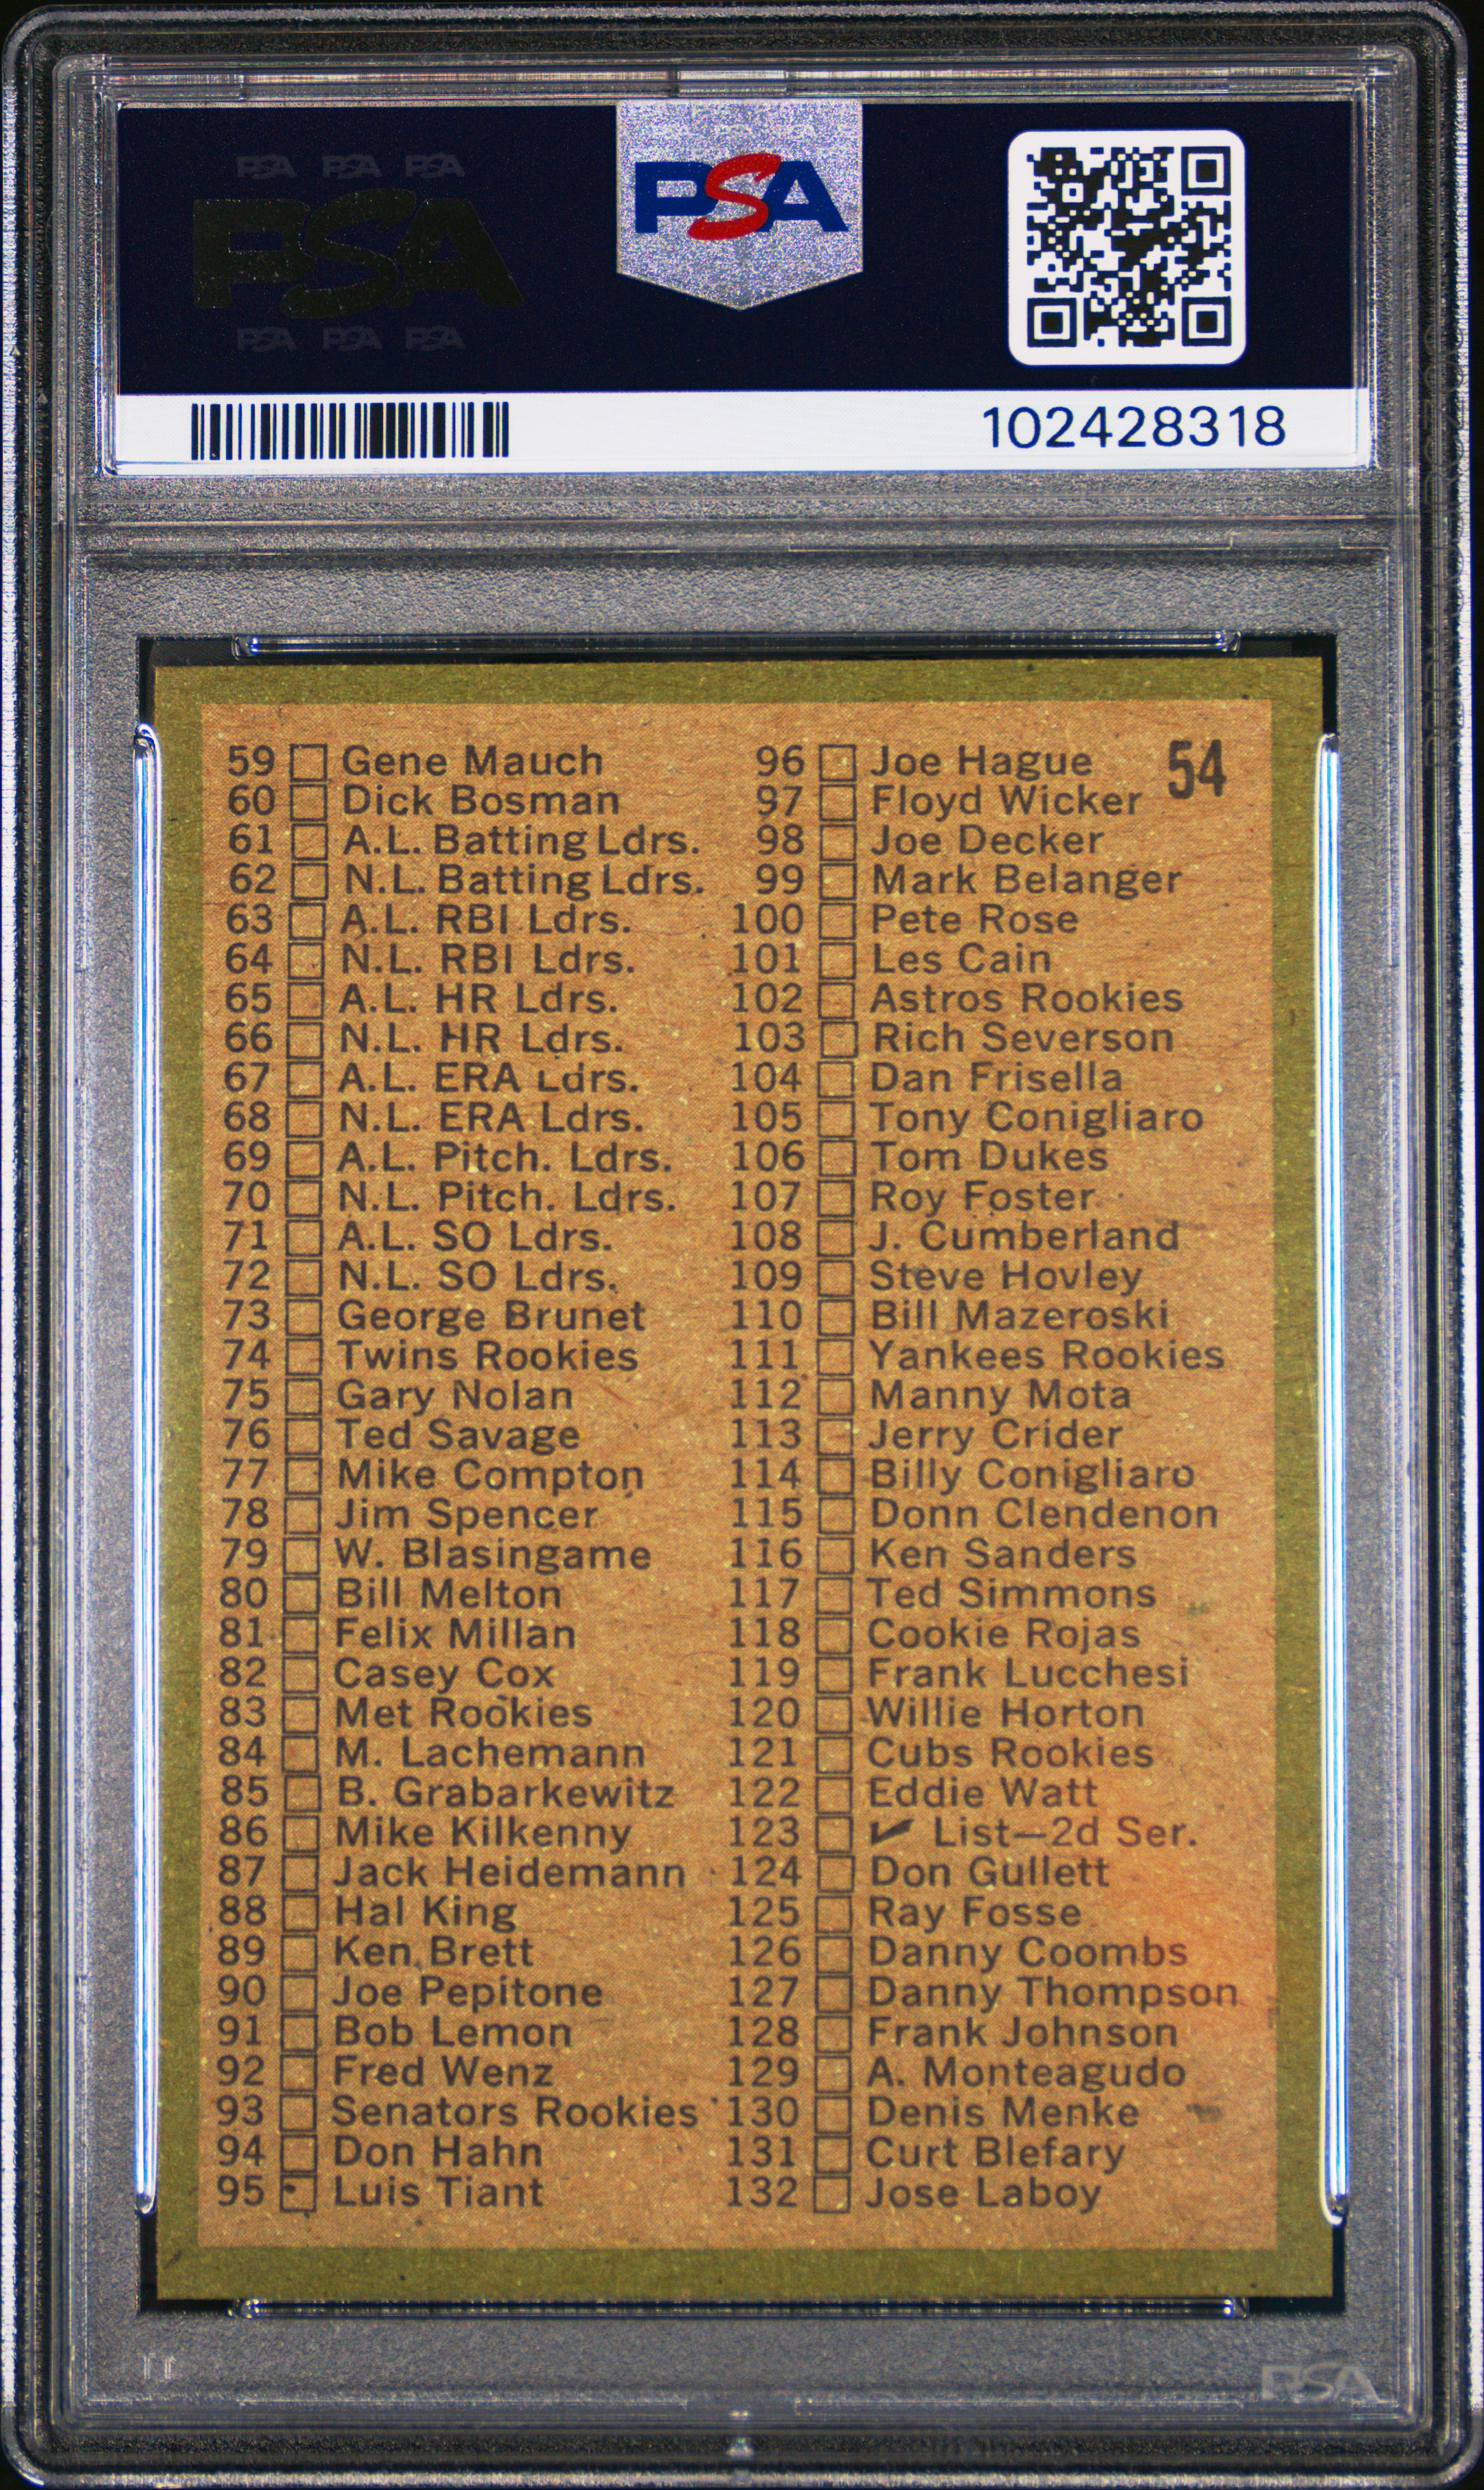 PSA PSA PSA
PSA
PSA PSA PSA
PSA
102428318
54
59 Gene Mauch
60 Dick Bosman
61 A.L. Batting Ldrs.
62 N.L. Batting Ldrs.
63 A.L. RBI Ldrs.
64 N.L. RBI Ldrs.
65 A.L. HR Ldrs.
66 N.L. HR Ldrs.
67 A.L. ERA Ldrs.
68 N.L. ERA Ldrs.
69 A.L. Pitch. Ldrs.
70 N.L. Pitch. Ldrs.
71 A.L. SO Ldrs.
72 N.L. SO Ldrs.
73 George Brunet
74 Twins Rookies
75 Gary Nolan
76 Ted Savage
77 Mike Compton
78 Jim Spencer
79 W. Blasingame
80 Bill Melton
81 Felix Millan
82 Casey Cox
83 Met Rookies
84 M. Lachemann
85 B. Grabarkewitz
86 Mike Kilkenny
87 Jack Heidemann
88 Hal King
89 Ken Brett
90 Joe Pepitone
91 Bob Lemon
92 Fred Wenz
93 Senators Rookies
94 Don Hahn
95 Luis Tiant
96 Joe Hague
97 Floyd Wicker
98 Joe Decker
99 Mark Belanger
100 Pete Rose
101 Les Cain
102 Astros Rookies
103 Rich Severson
104 Dan Frisella
105 Tony Conigliaro
106 Tom Dukes
107 Roy Foster
108 J. Cumberland
109 Steve Hovley
110 Bill Mazeroski
111 Yankees Rookies
112 Manny Mota
113 Jerry Crider
114 Billy Conigliaro
115 Donn Clendenon
116 Ken Sanders
117 Ted Simmons
118 Cookie Rojas
119 Frank Lucchesi
120 Willie Horton
121 Cubs Rookies
122 Eddie Watt
123 ✔ List—2d Ser.
124 Don Gullett
125 Ray Fosse
126 Danny Coombs
127 Danny Thompson
128 Frank Johnson
129 A. Monteagudo
130 Denis Menke
131 Curt Blefary
132 Jose Laboy
PSA